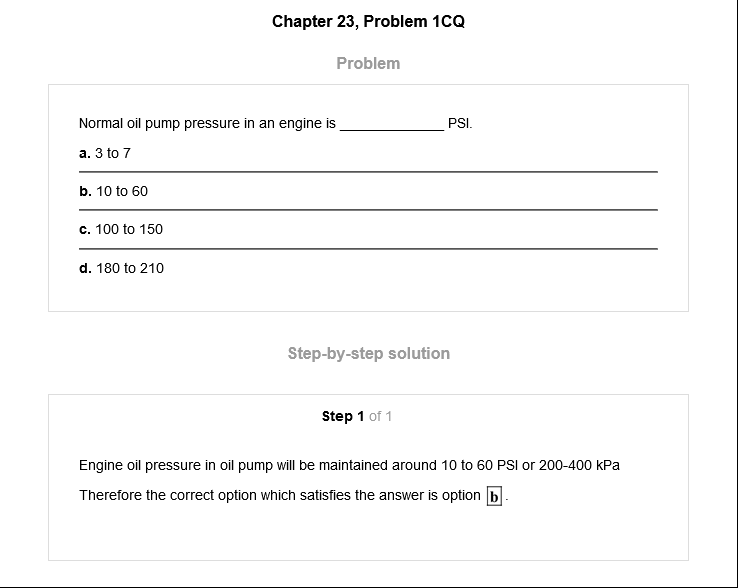 Chapter 23, Problem 1CQ
Problem
Normal oil pump pressure in an engine is _____________ PSI.
a. 3 to 7
b. 10 to 60
c. 100 to 150
d. 180 to 210
Step-by-step solution
Step 1 of 1
Engine oil pressure in oil pump will be maintained around 10 to 60 PSI or 200-400 kPa
Therefore the correct option which satisfies the answer is option b .